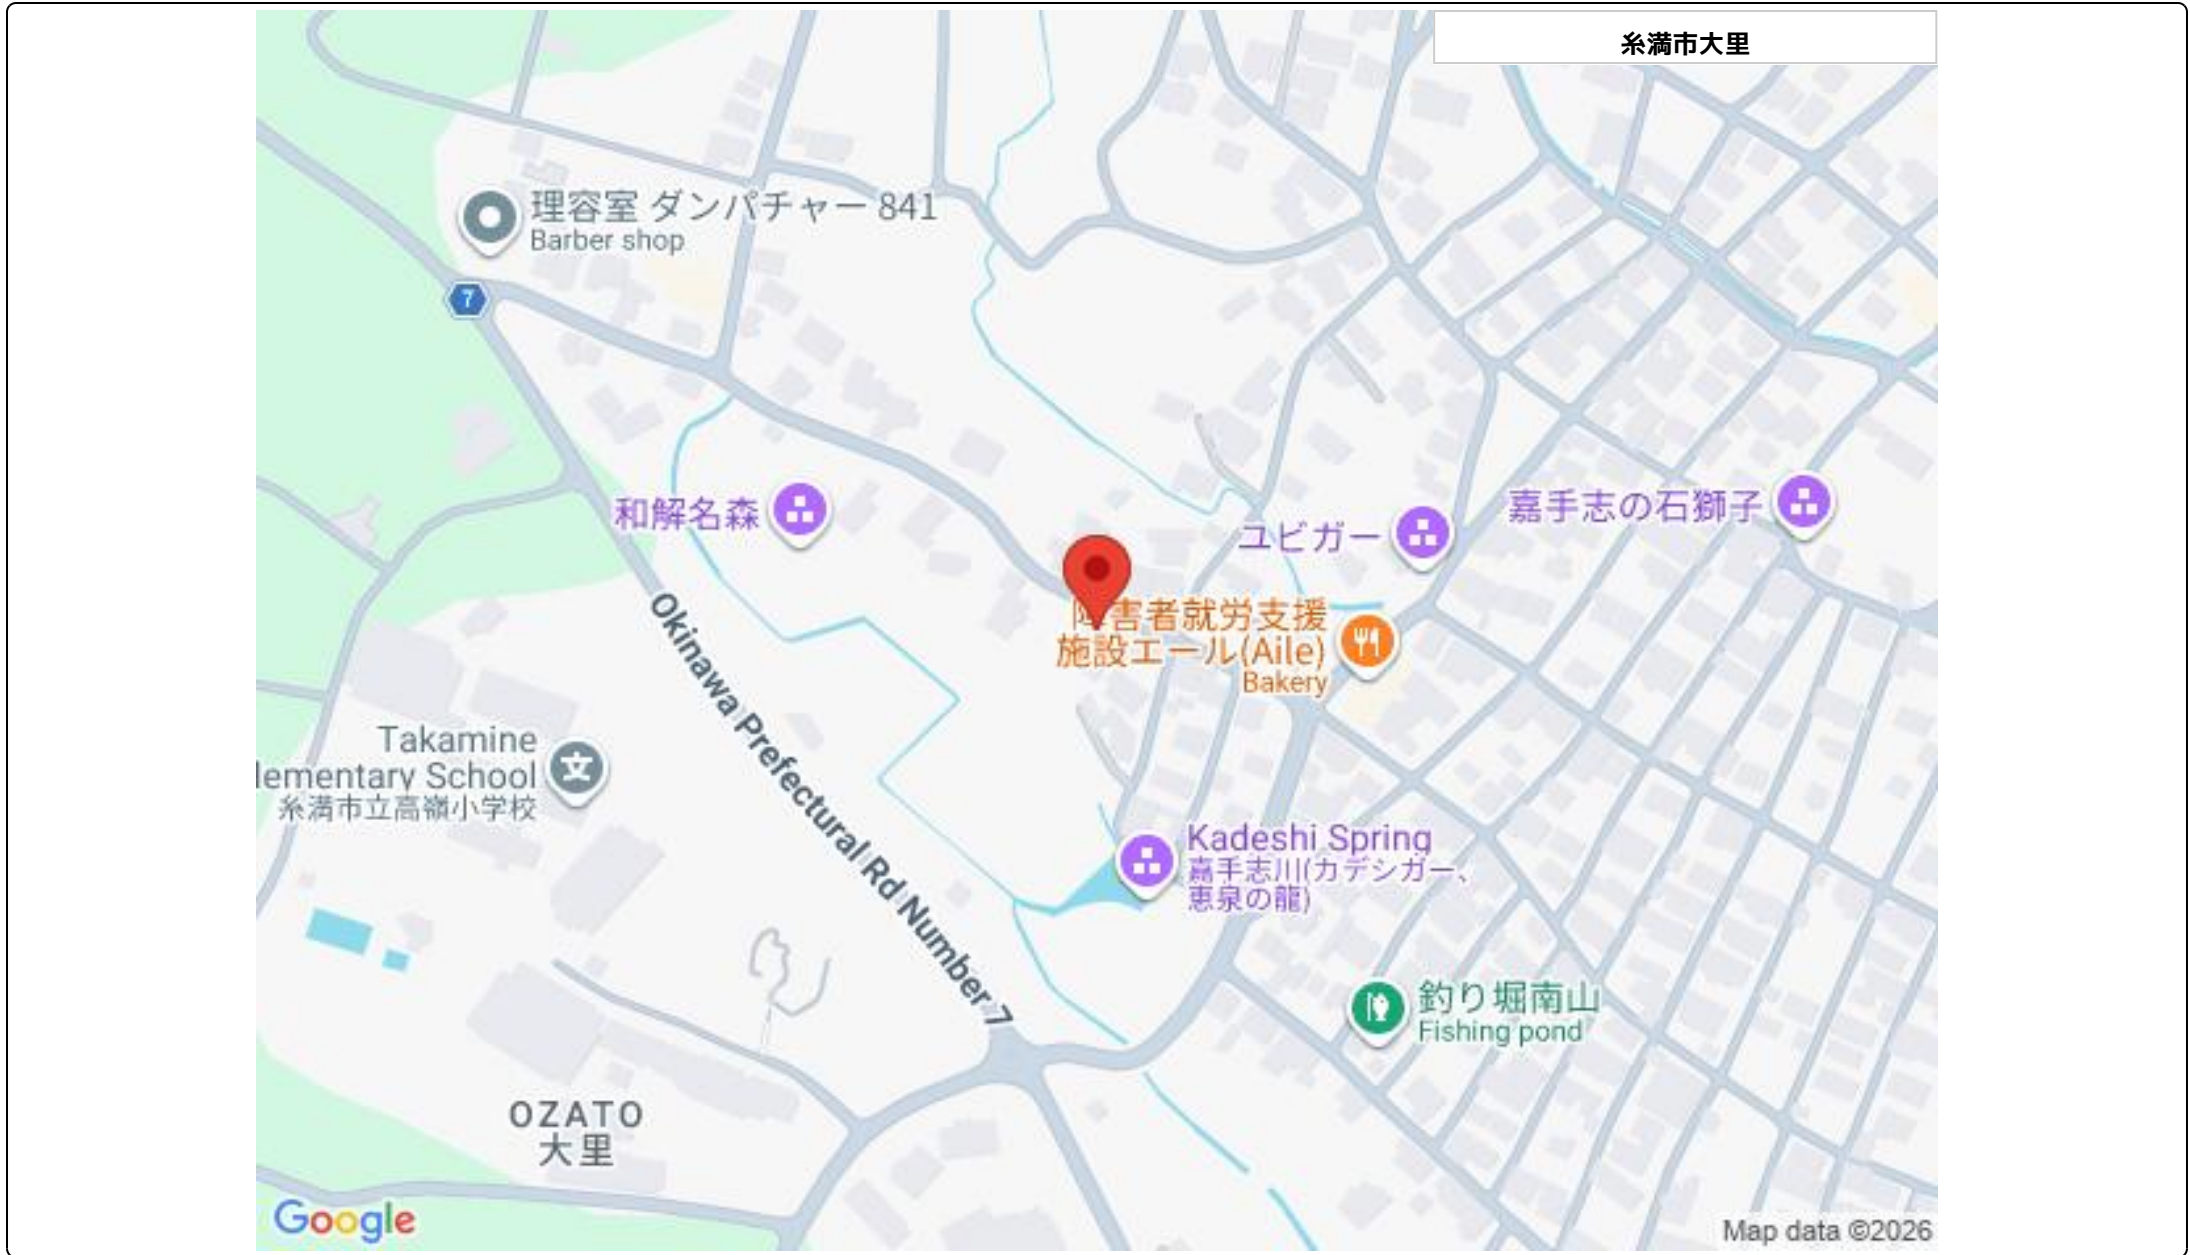 糸満市大里
理容室 ダンパチャー 841
Barber shop
7
和解名森
ユビガー
嘉手志の石獅子
害者就労支援
施設エール(Aile)
Bakery
Okinawa Prefectural Rd Number 7
Takamine
lementary School
糸満市立高嶺小学校
文
Kadeshi Spring
嘉手志川(カデシガー、
恵泉の龍)
釣り堀南山
Fishing pond
OZATO
大里
Google
Map data ©2026